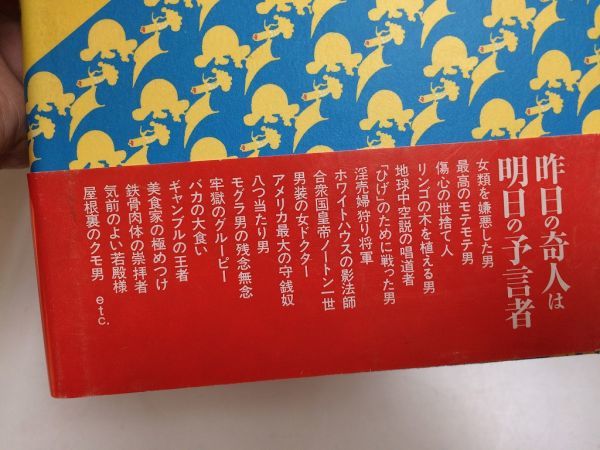 昨日の奇人は
明日の予言者
女類を嫌悪した男
最高のモテモテ男
傷心の世捨て人
リンゴの木を植える男
地球中空説の唱道者
「ひげ」のために戦った男
淫売婦狩り将軍
ホワイトハウスの影法師
合衆国皇帝ノートン一世
男装の女ドクター
アメリカ最大の守銭奴
八つ当たり男
モグラ男の残念無念
牢獄のグルーピー
バカの大食い
ギャンブルの王者
美食家の極めつけ
鉄骨肉体の崇拝者
気前のよい若殿様
屋根裏のクモ男 etc.